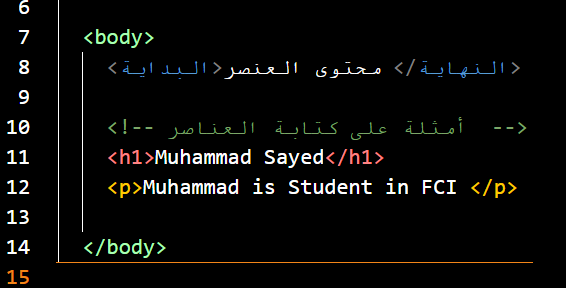 6
7 <body>
8 <البداية>محتوى العنصر</النهاية>
9
10 <!-- أمثلة على كتابة العناصر -->
11 <h1>Muhammad Sayed</h1>
12 <p>Muhammad is Student in FCI </p>
13
14 </body>
15